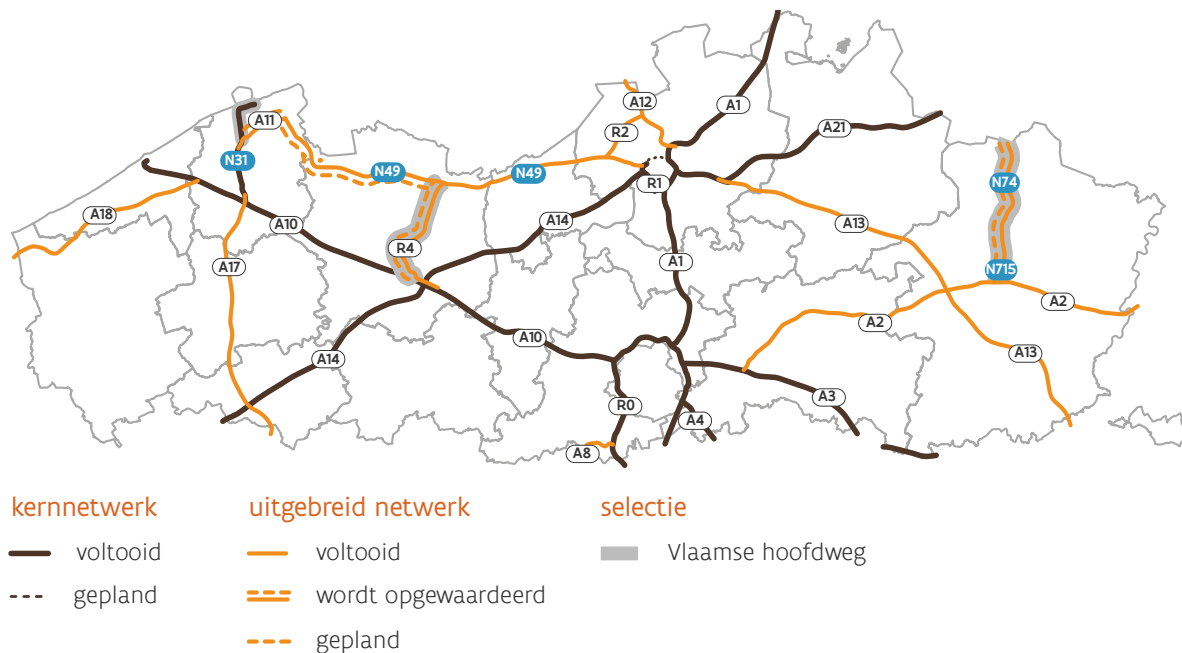 A12
A1
R2
A11
A21
N31
N49
N49
R1
N74
A18
A10
A14
A13
R4
A17
A1
N715
A2
A2
A10
A14
A13
R0
A3
A4
A8
kernnetwerk
uitgebreid netwerk
selectie
voltooid
voltooid
Vlaamse hoofdweg
gepland
wordt opgewaardeerd
gepland